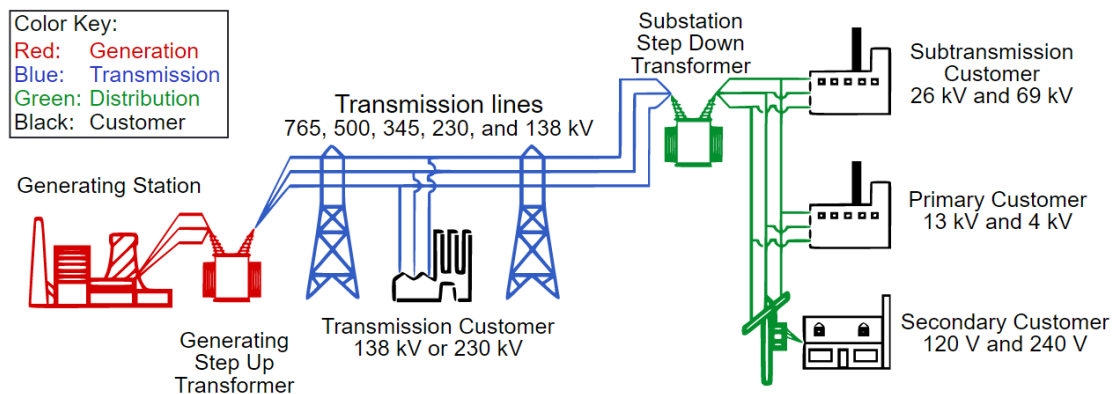 Color Key:
Red: Generation
Blue: Transmission
Green: Distribution
Black: Customer
Generating Station
Generating
Step Up
Transformer
Transmission lines
765, 500, 345, 230, and 138 kV
Transmission Customer
138 kV or 230 kV
Substation
Step Down
Transformer
Subtransmission
Customer
26 kV and 69 kV
Primary Customer
13 kV and 4 kV
Secondary Customer
120 V and 240 V